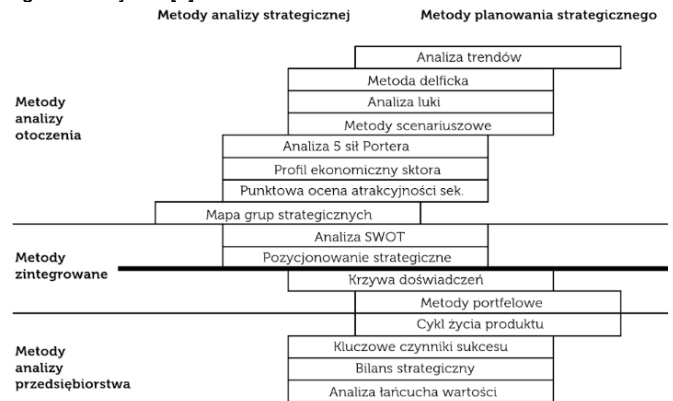 Metody analizy strategicznej Metody planowania strategicznego
Analiza trendów
Metoda delficka
Metody
analizy
otoczenia
Analiza luki
Metody scenariuszowe
Analiza 5 sił Portera
Profil ekonomiczny sktora
Punktowa ocena atrakcyjności sek.
Mapa grup strategicznych
Metody
zintegrowane
Analiza SWOT
Pozycjonowanie strategiczne
Krzywa doświadczeń
Metody portfelowe
Cykl życia produktu
Metody
analizy
przedsiębiorstwa
Kluczowe czynniki sukcesu
Bilans strategiczny
Analiza łańcucha wartości